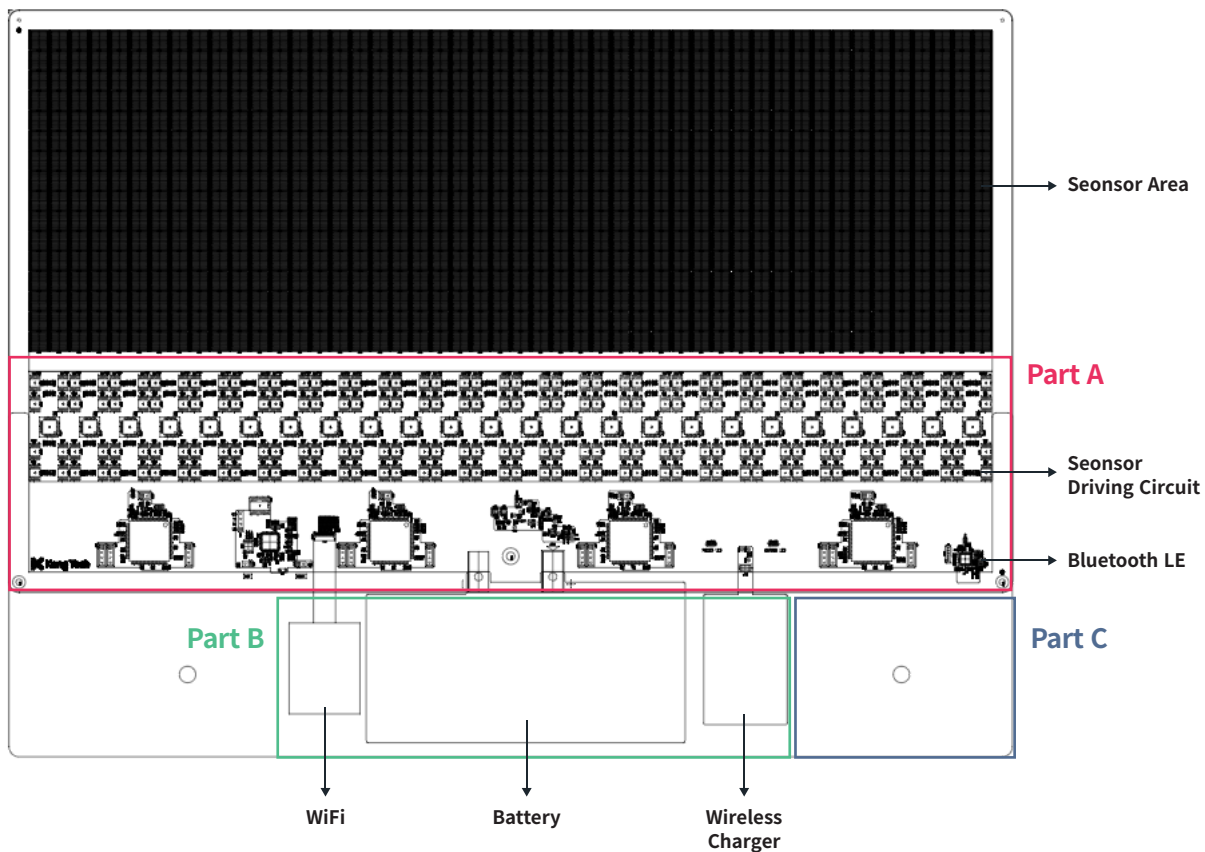 Seonsor Area
Part A
Seonsor
Driving Circuit
Bluetooth LE
Part B
Part C
WiFi
Battery
Wireless
Charger